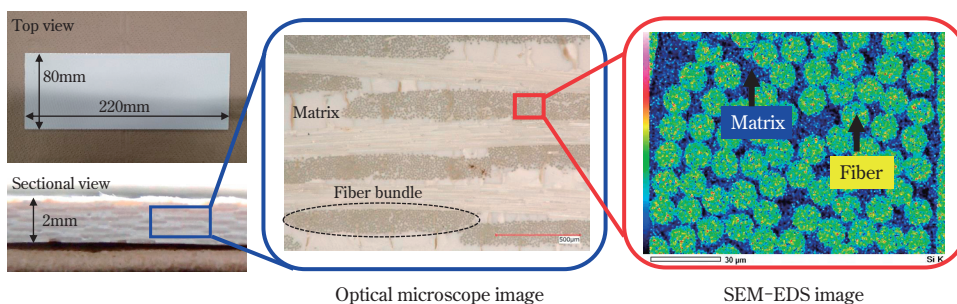 Top view
80mm
220mm
Sectional view
2mm
Matrix
Fiber bundle
500μm
Optical microscope image
Matrix
Fiber
30 μm
Si K
SEM-EDS image